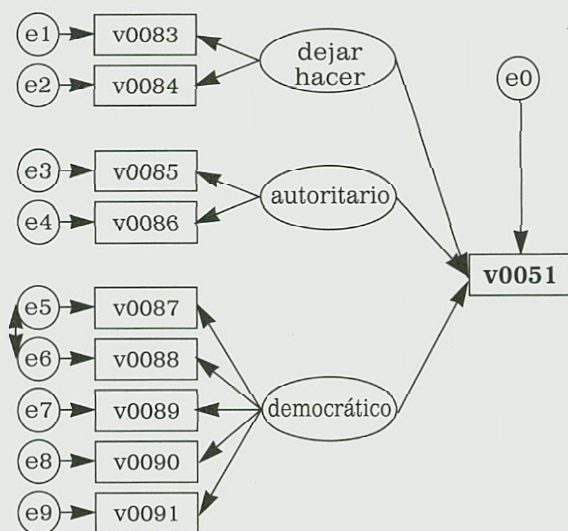 e1 v0083
dejar
hacer
e0
e2 v0084
e3 v0085
autoritario
e4 v0086
v0051
e5 v0087
e6 v0088
e7 v0089
democrático
e8 v0090
e9 v0091